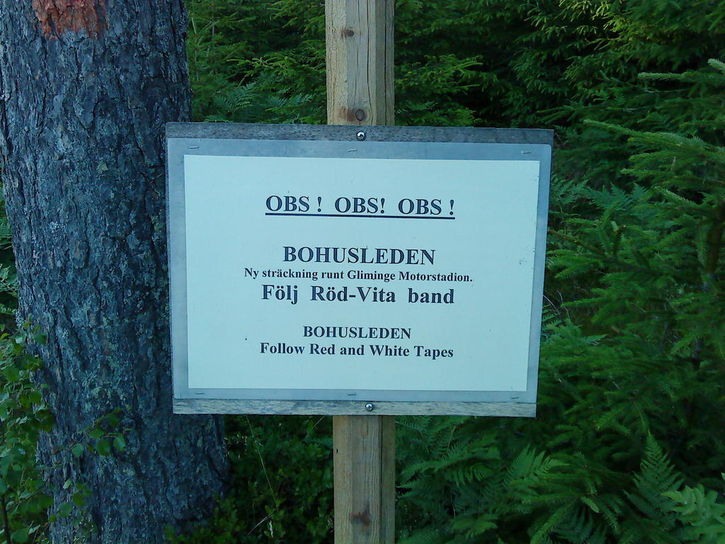 OBS ! OBS! OBS !
BOHUSLEDEN
Ny sträckning runt Gliminge Motorstadion.
Följ Röd-Vita band
BOHUSLEDEN
Follow Red and White Tapes